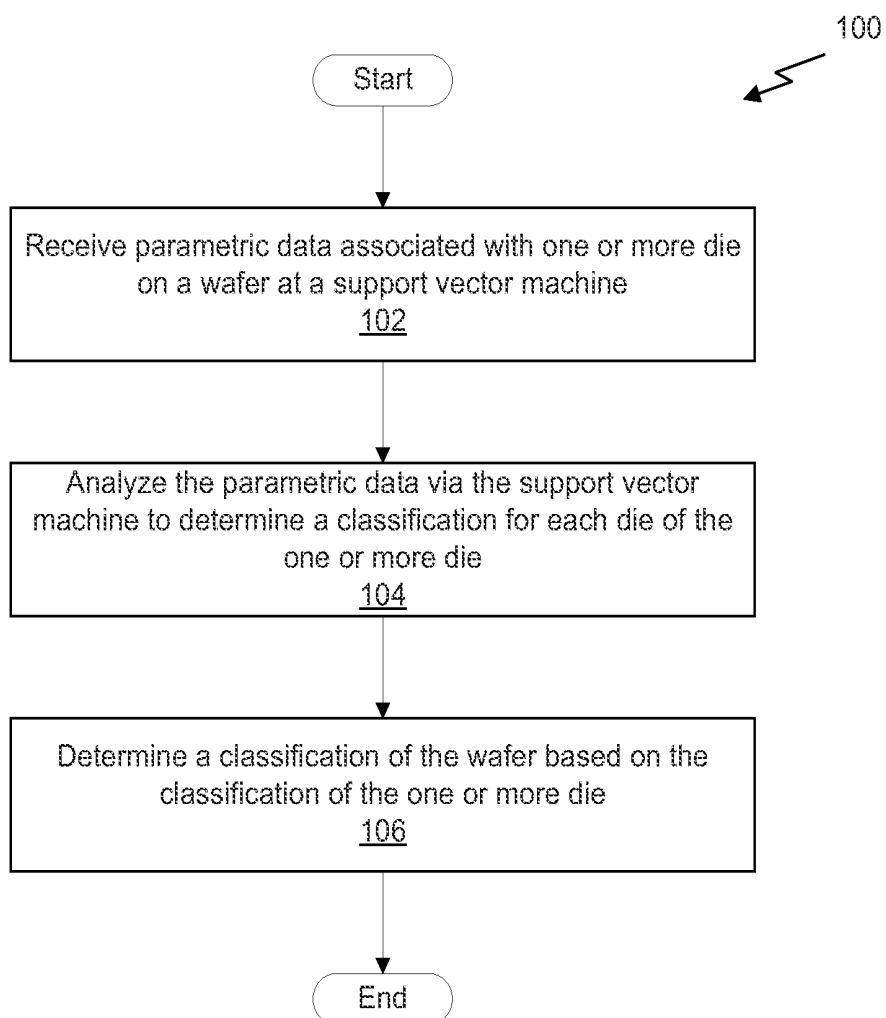 100
Start
Receive parametric data associated with one or more die
on a wafer at a support vector machine
102
Analyze the parametric data via the support vector
machine to determine a classification for each die of the
one or more die
104
Determine a classification of the wafer based on the
classification of the one or more die
106
End